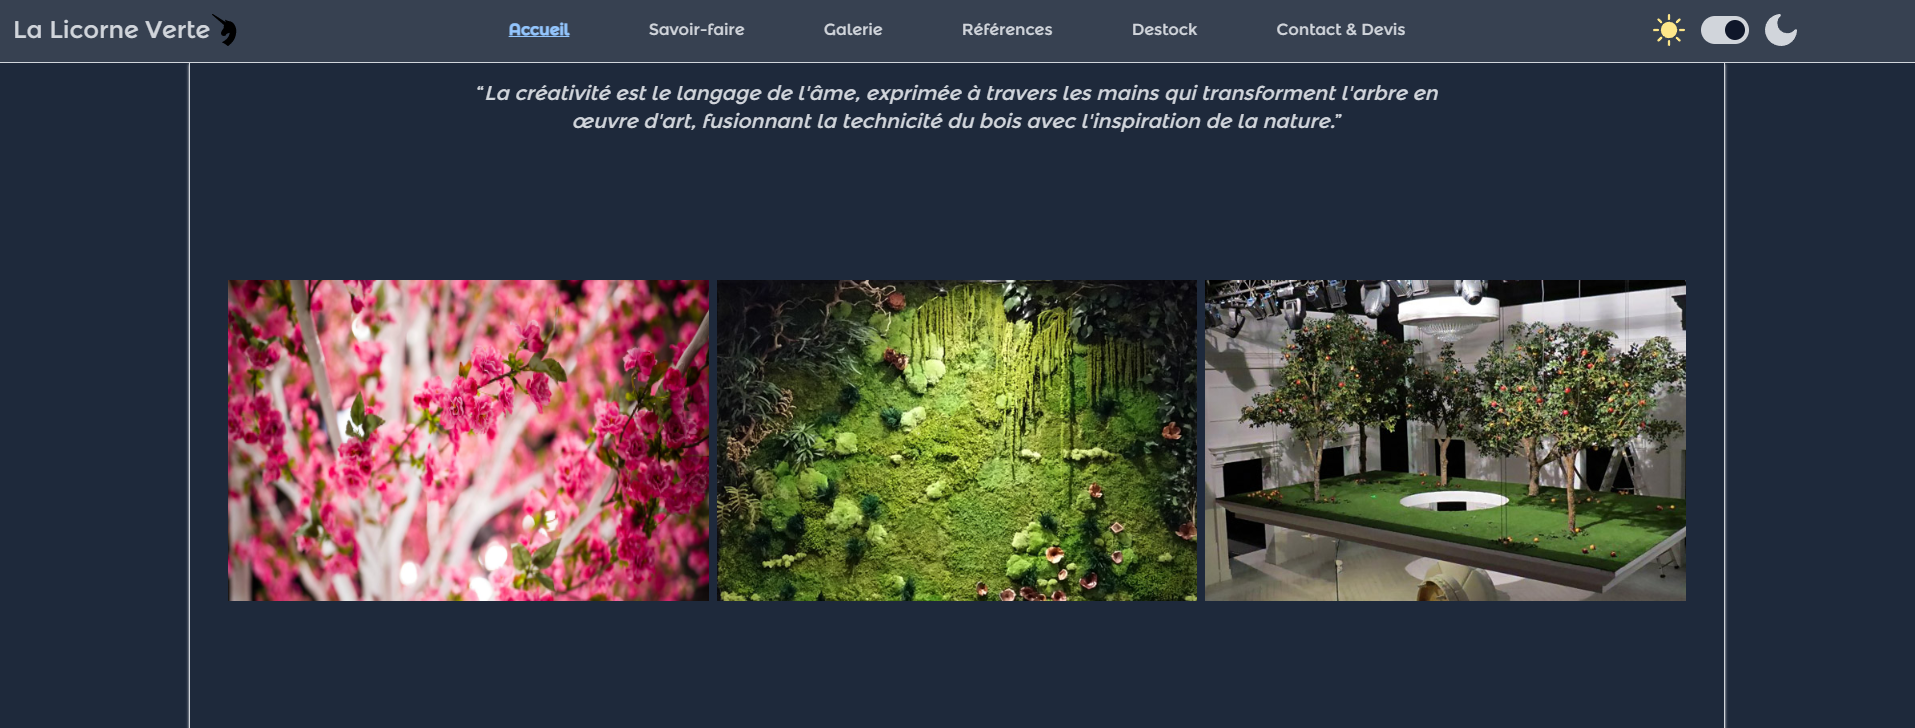 La Licorne Verte
Accueil
Savoir-faire
Galerie
Références
Destock
Contact & Devis
“La créativité est le langage de l'âme, exprimée à travers les mains qui transforment l'arbre en
œuvre d'art, fusionnant la technicité du bois avec l'inspiration de la nature.”